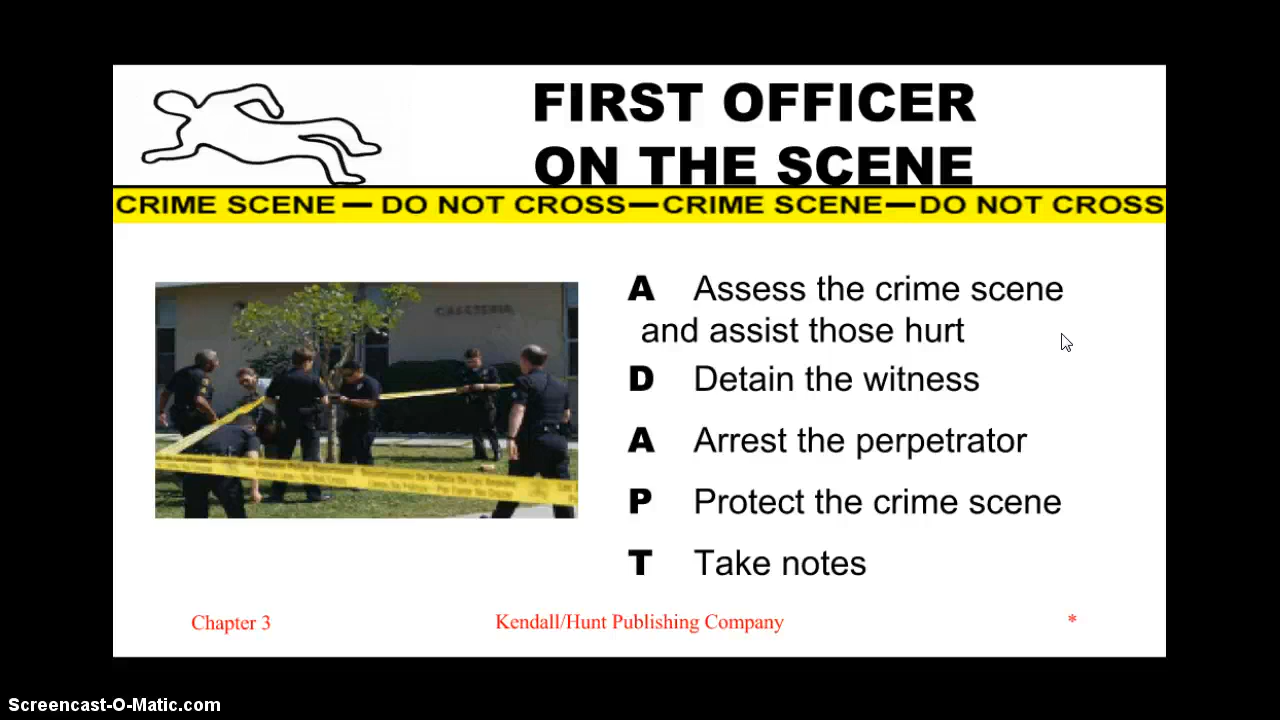 FIRST OFFICER
ON THE SCENE
CRIME SCENE — DO NOT CROSS—CRIME SCENE—DO NOT CROSS
CAFETERIA
A Assess the crime scene
and assist those hurt
D Detain the witness
A Arrest the perpetrator
P Protect the crime scene
T Take notes
Chapter 3 Kendall/Hunt Publishing Company *
Screencast-O-Matic.com